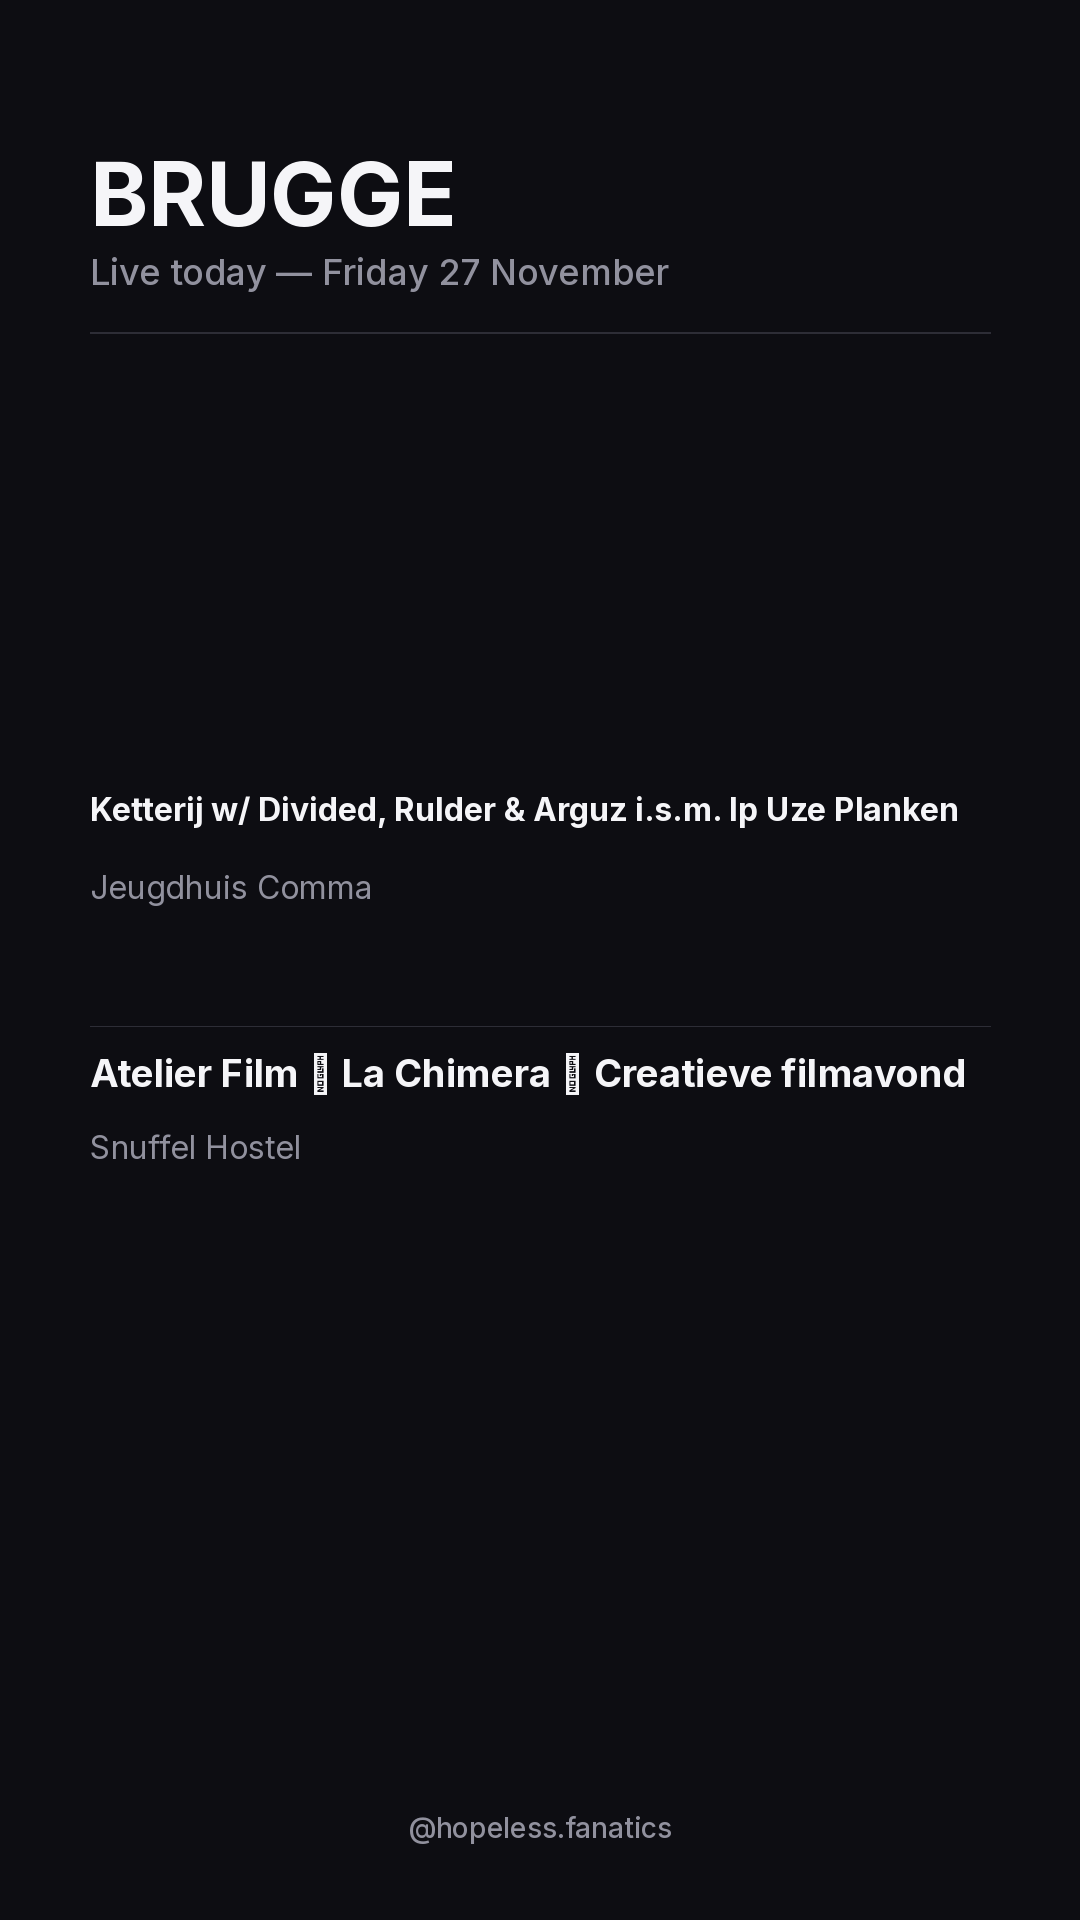 BRUGGE
Live today — Friday 27 November
Ketterij w/ Divided, Rulder & Arguz i.s.m. Ip Uze Planken
Jeugdhuis Comma
Atelier Film La Chimera Creatieve filmavond
Snuffel Hostel
@hopeless.fanatics